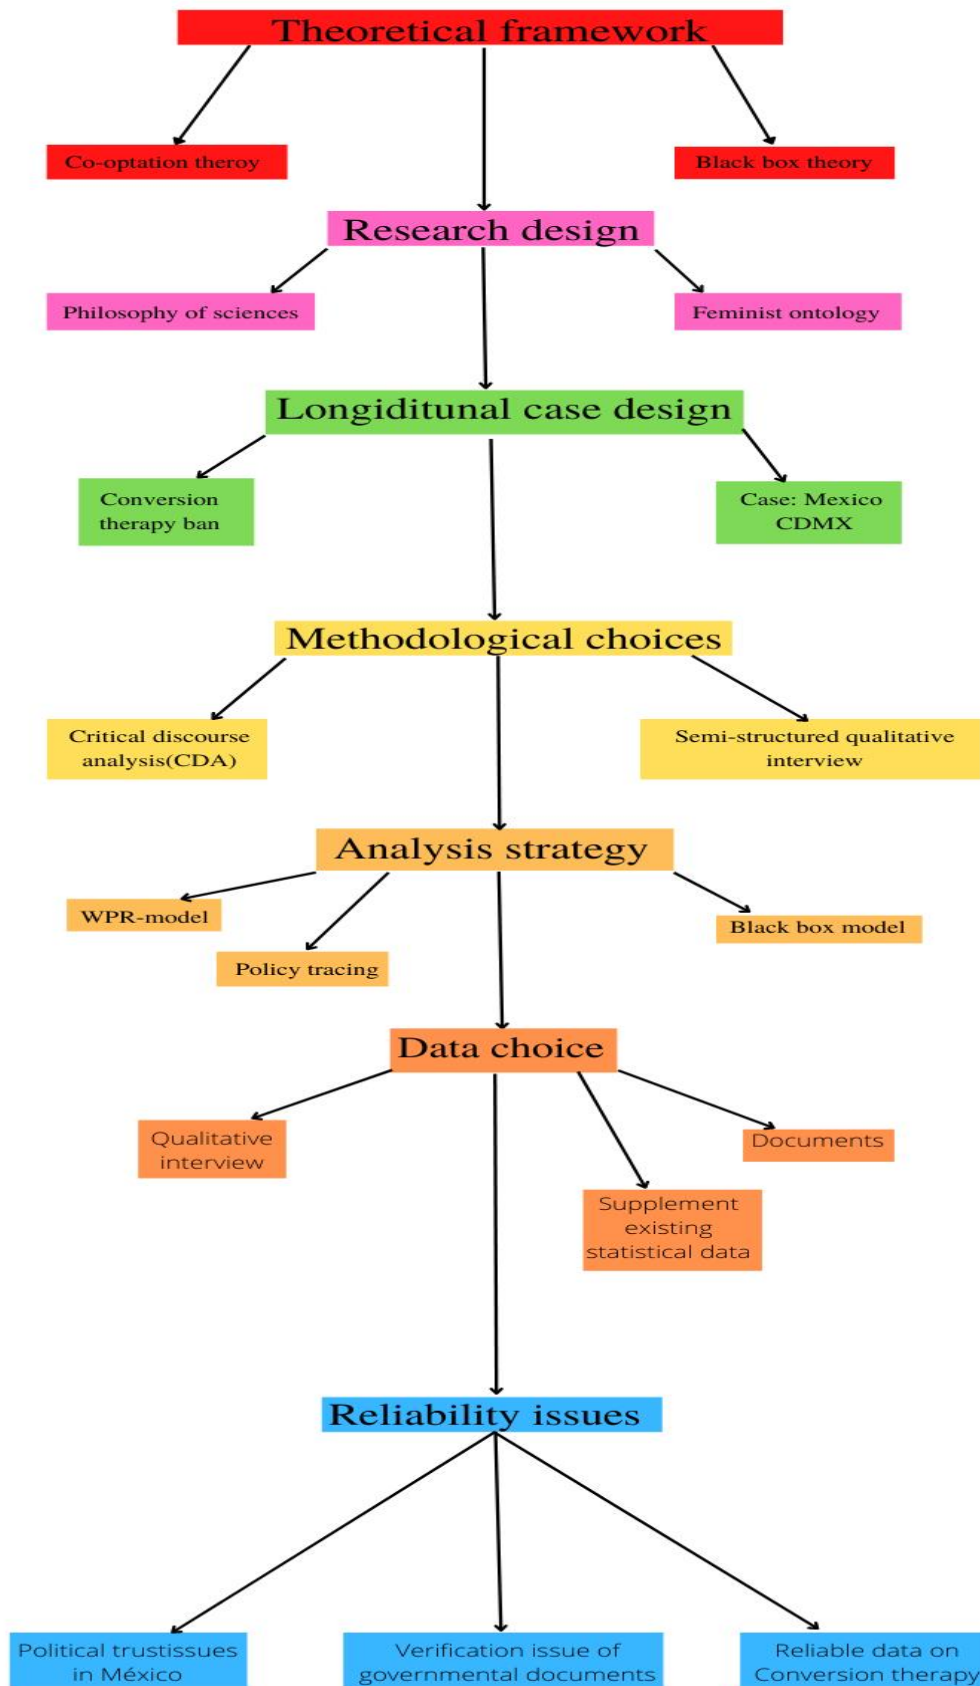 Theoretical framework
Co-optation theroy
Black box theory
Research design
Philosophy of sciences
Feminist ontology
Longiditunal case design
Conversion
therapy ban
Case: Mexico
CDMX
Methodological choices
Critical discourse
analysis(CDA)
Semi-structured qualitative
interview
Analysis strategy
WPR-model
Policy tracing
Black box model
Data choice
Qualitative
interview
Supplement
existing
statistical data
Documents
Reliability issues
Political trustissues
in México
Verification issue of
governmental documents
Reliable data on
Conversion therapy